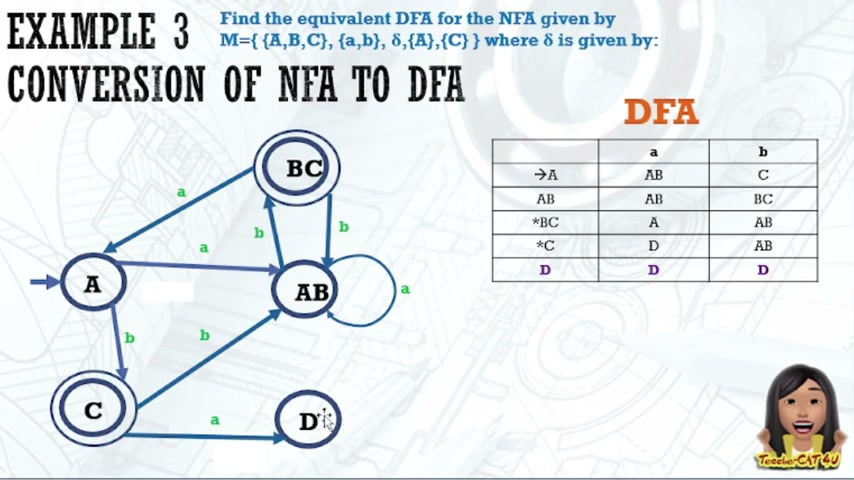 EXAMPLE 3
CONVERSION OF NFA TO DFA
Find the equivalent DFA for the NFA given by
M={ {A,B,C}, {a,b}, δ,{A},{C} } where δ is given by:
DFA
a b
→A AB C
AB AB BC
*BC A AB
*C D AB
D D D
BC
a
a
b
b
A
AB
a
b
b
C
a
D
TeacherCAT4U